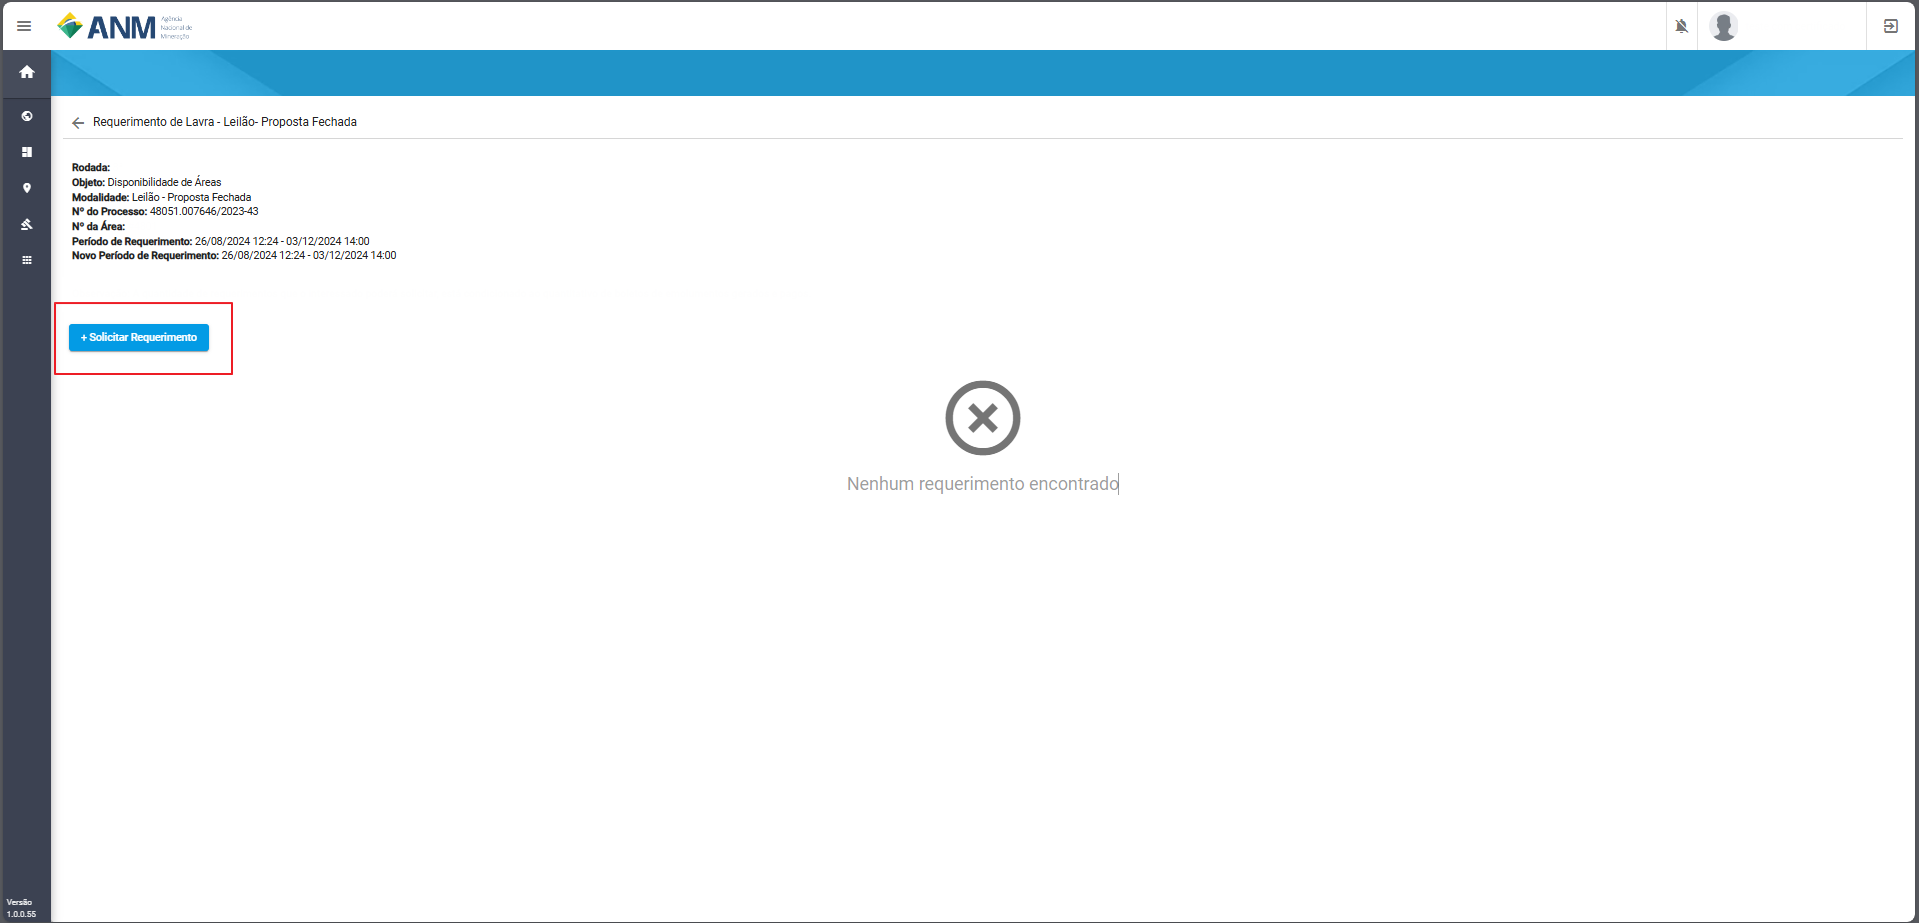 ANM
Agência
Nacional de
Mineração
Requerimento de Lavra - Leilão- Proposta Fechada
Rodada:
Objeto: Disponibilidade de Áreas
Modalidade: Leilão - Proposta Fechada
Nº do Processo: 48051.007646/2023-43
Nº da Área:
Período de Requerimento: 26/08/2024 12:24 - 03/12/2024 14:00
Novo Período de Requerimento: 26/08/2024 12:24 - 03/12/2024 14:00
+ Solicitar Requerimento
Nenhum requerimento encontrado
Versão
1.0.0.55